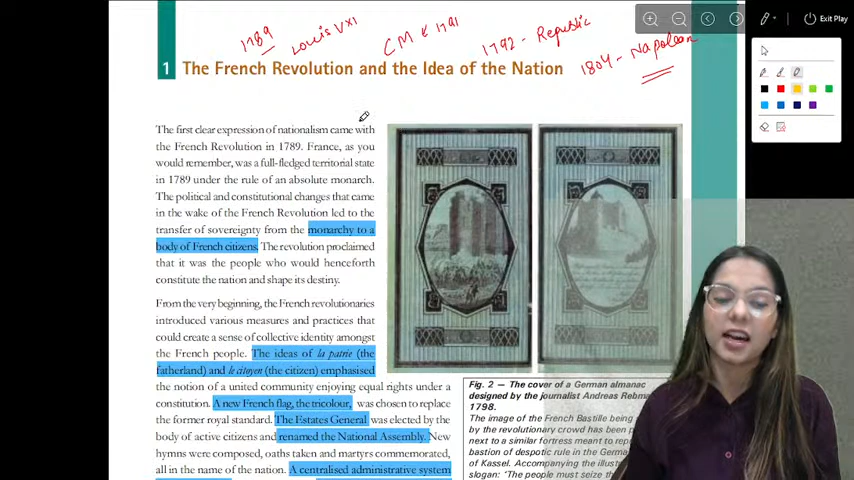 1789
Louis VXI
CM & 1791
1792 - Republic
1804 - Napoleon
Exit Play
1 The French Revolution and the Idea of the Nation
The first clear expression of nationalism came with
the French Revolution in 1789. France, as you
would remember, was a full-fledged territorial state
in 1789 under the rule of an absolute monarch.
The political and constitutional changes that came
in the wake of the French Revolution led to the
transfer of sovereignty from the monarchy to a
body of French citizens. The revolution proclaimed
that it was the people who would henceforth
constitute the nation and shape its destiny.
From the very beginning, the French revolutionaries
introduced various measures and practices that
could create a sense of collective identity amongst
the French people. The ideas of la patrie (the
fatherland) and le citoyen (the citizen) emphasised
the notion of a united community enjoying equal rights under a
constitution. A new French flag, the tricolour, was chosen to replace
the former royal standard. The Estates General was elected by the
body of active citizens and renamed the National Assembly. New
hymns were composed, oaths taken and martyrs commemorated,
all in the name of the nation. A centralised administrative system
Fig. 2 — The cover of a German almanac
designed by the journalist Andreas Rebm
1798.
The image of the French Bastille being
by the revolutionary crowd has been
next to a similar fortress meant to rep
bastion of despotic rule in the German
of Kassel. Accompanying the illust
slogan: 'The people must seize th